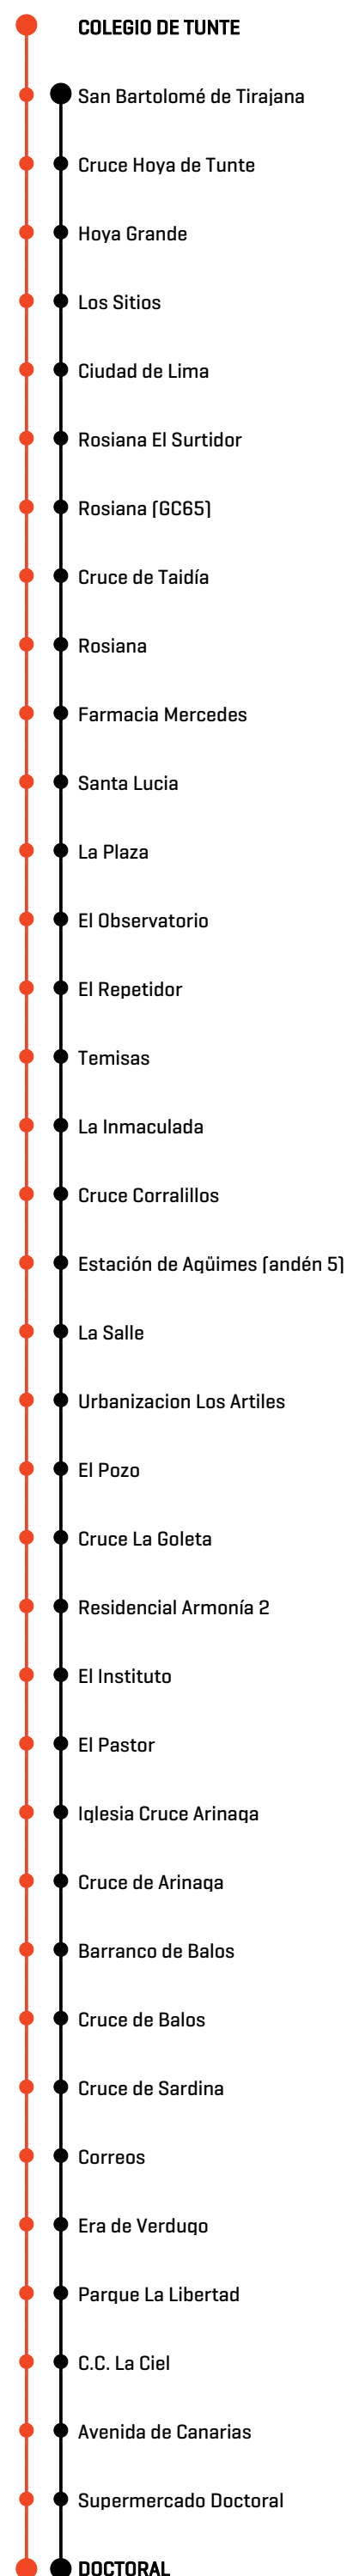 COLEGIO DE TUNTE
San Bartolomé de Tirajana
Cruce Hoya de Tunte
Hoya Grande
Los Sitios
Ciudad de Lima
Rosiana El Surtidor
Rosiana (GC65)
Cruce de Taidía
Rosiana
Farmacia Mercedes
Santa Lucia
La Plaza
El Observatorio
El Repetidor
Temisas
La Inmaculada
Cruce Corralillos
Estación de Agüimes (andén 5)
La Salle
Urbanizacion Los Artiles
El Pozo
Cruce La Goleta
Residencial Armonía 2
El Instituto
El Pastor
Iglesia Cruce Arinaga
Cruce de Arinaga
Barranco de Balos
Cruce de Balos
Cruce de Sardina
Correos
Era de Verdugo
Parque La Libertad
C.C. La Ciel
Avenida de Canarias
Supermercado Doctoral
DOCTORAL